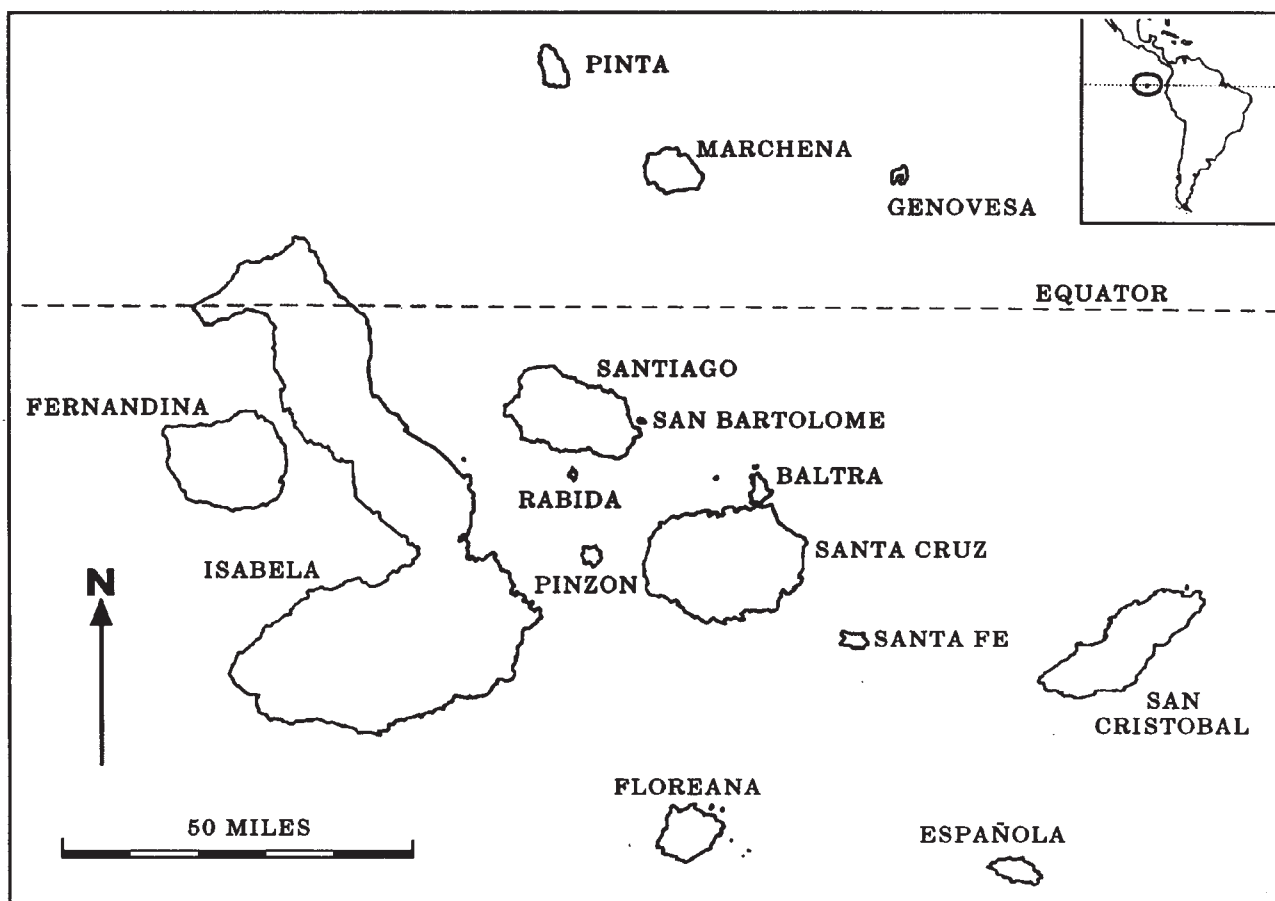 PINTA
MARCHENA
GENOVESA
EQUATOR
SANTIAGO
FERNANDINA
SAN BARTOLOME
RABIDA
BALTRA
ISABELA
PINZON
SANTA CRUZ
N
SANTA FE
SAN
CRISTOBAL
FLOREANA
50 MILES
ESPAÑOLA